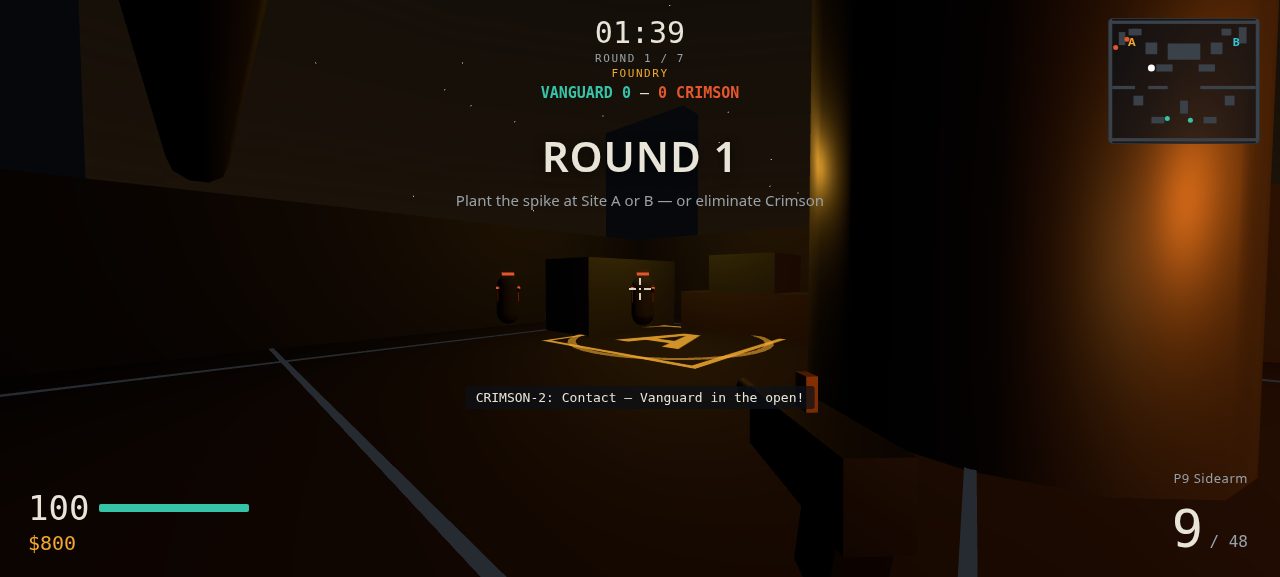 01:39
ROUND 1 / 7
FOUNDRY
VANGUARD 0 — 0 CRIMSON
A
B
ROUND 1
Plant the spike at Site A or B — or eliminate Crimson
A
CRIMSON-2: Contact — Vanguard in the open!
100
$800
P9 Sidearm
9 / 48